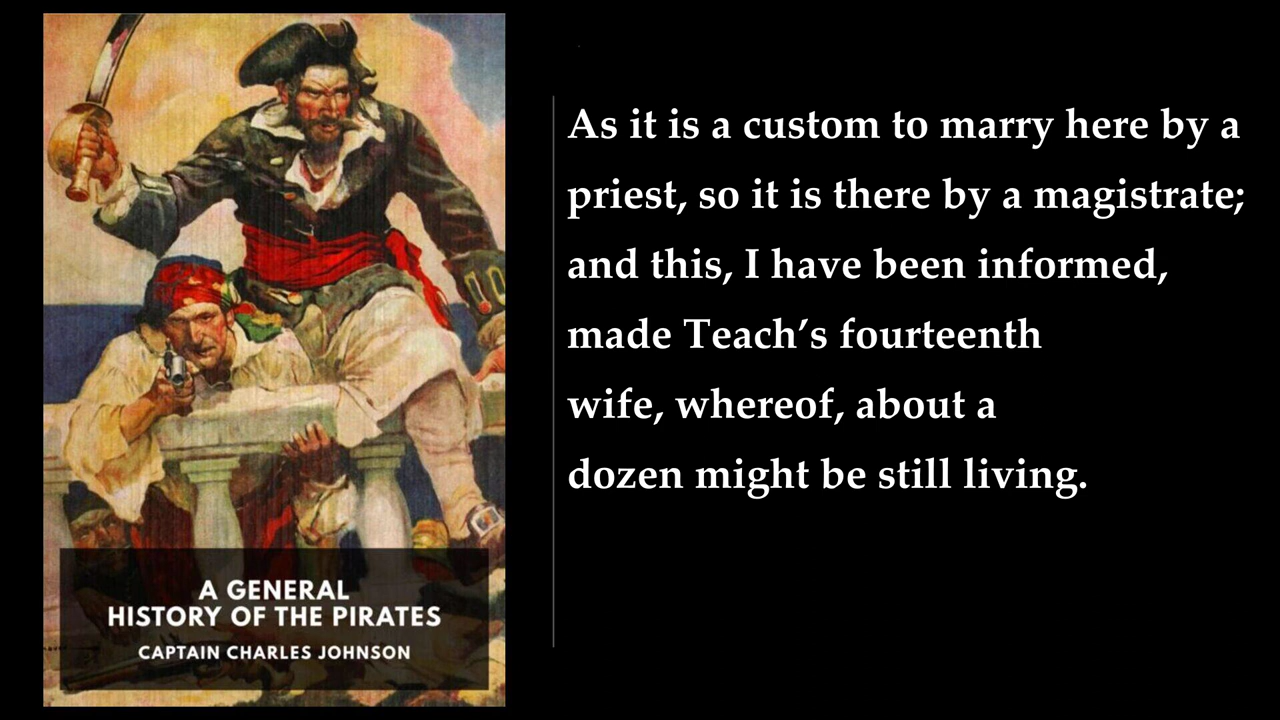 A GENERAL
HISTORY OF THE PIRATES
CAPTAIN CHARLES JOHNSON
As it is a custom to marry here by a
priest, so it is there by a magistrate;
and this, I have been informed,
made Teach’s fourteenth
wife, whereof, about a
dozen might be still living.